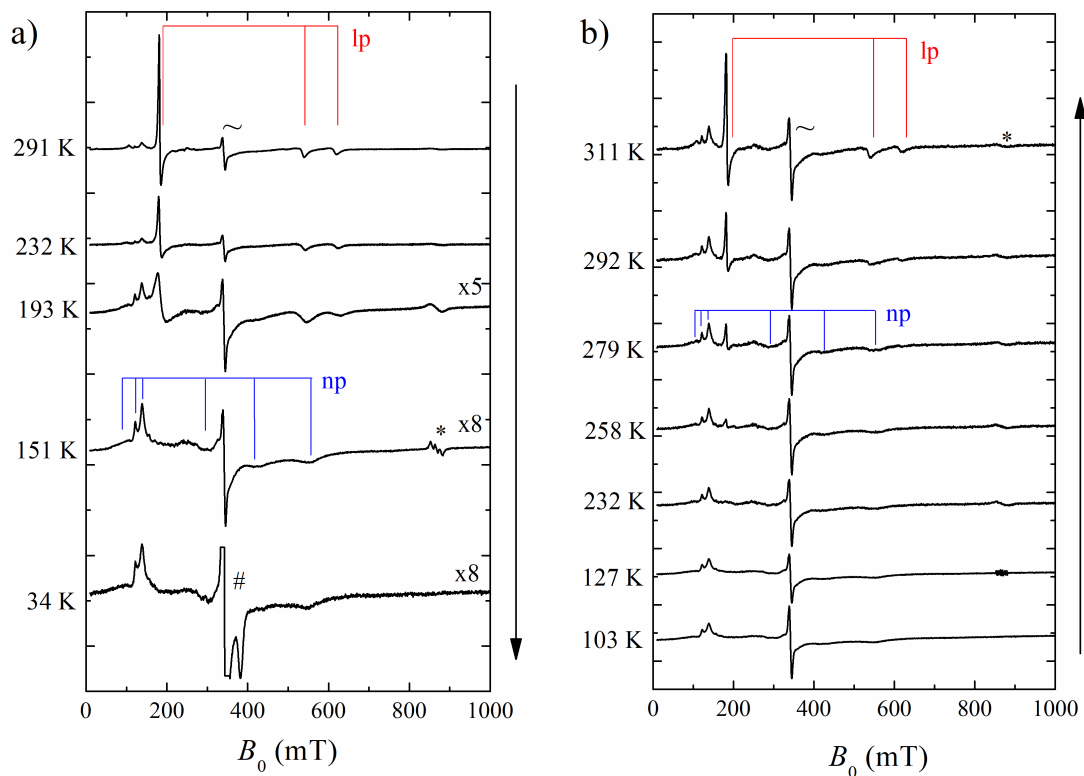 a)
lp
~
291 K
232 K
193 K
x5
np
151 K
x8
*
34 K
#
x8
0 200 400 600 800 1000
B0 (mT)
b)
lp
~
*
311 K
292 K
np
279 K
258 K
232 K
127 K
103 K
0 200 400 600 800 1000
B0 (mT)